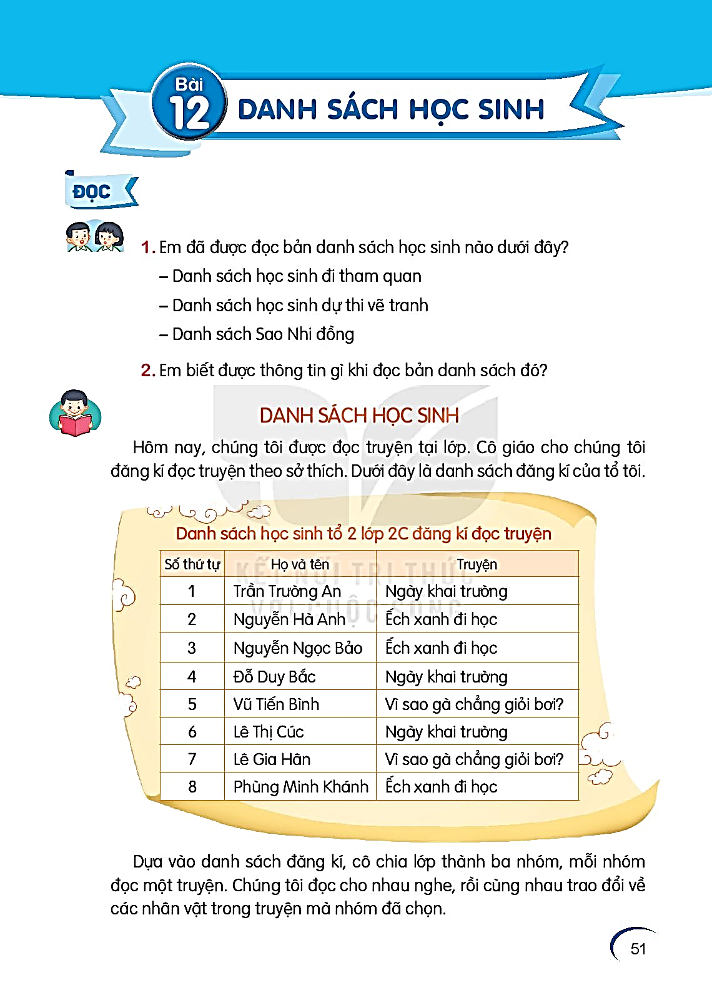 Bài
12
DANH SÁCH HỌC SINH
ĐỌC
1. Em đã được đọc bản danh sách học sinh nào dưới đây?
– Danh sách học sinh đi tham quan
– Danh sách học sinh dự thi vẽ tranh
– Danh sách Sao Nhi đồng
2. Em biết được thông tin gì khi đọc bản danh sách đó?
DANH SÁCH HỌC SINH
Hôm nay, chúng tôi được đọc truyện tại lớp. Cô giáo cho chúng tôi
đăng kí đọc truyện theo sở thích. Dưới đây là danh sách đăng kí của tổ tôi.
Danh sách học sinh tổ 2 lớp 2C đăng kí đọc truyện
Số thứ tự Họ và tên Truyện
1 Trần Trường An Ngày khai trường
2 Nguyễn Hà Anh Ếch xanh đi học
3 Nguyễn Ngọc Bảo Ếch xanh đi học
4 Đỗ Duy Bắc Ngày khai trường
5 Vũ Tiến Bình Vì sao gà chẳng giỏi bơi?
6 Lê Thị Cúc Ngày khai trường
7 Lê Gia Hân Vì sao gà chẳng giỏi bơi?
8 Phùng Minh Khánh Ếch xanh đi học
KẾT NỐI TRI THỨC
VỚI CUỘC SỐNG
Dựa vào danh sách đăng kí, cô chia lớp thành ba nhóm, mỗi nhóm
đọc một truyện. Chúng tôi đọc cho nhau nghe, rồi cùng nhau trao đổi về
các nhân vật trong truyện mà nhóm đã chọn.
51